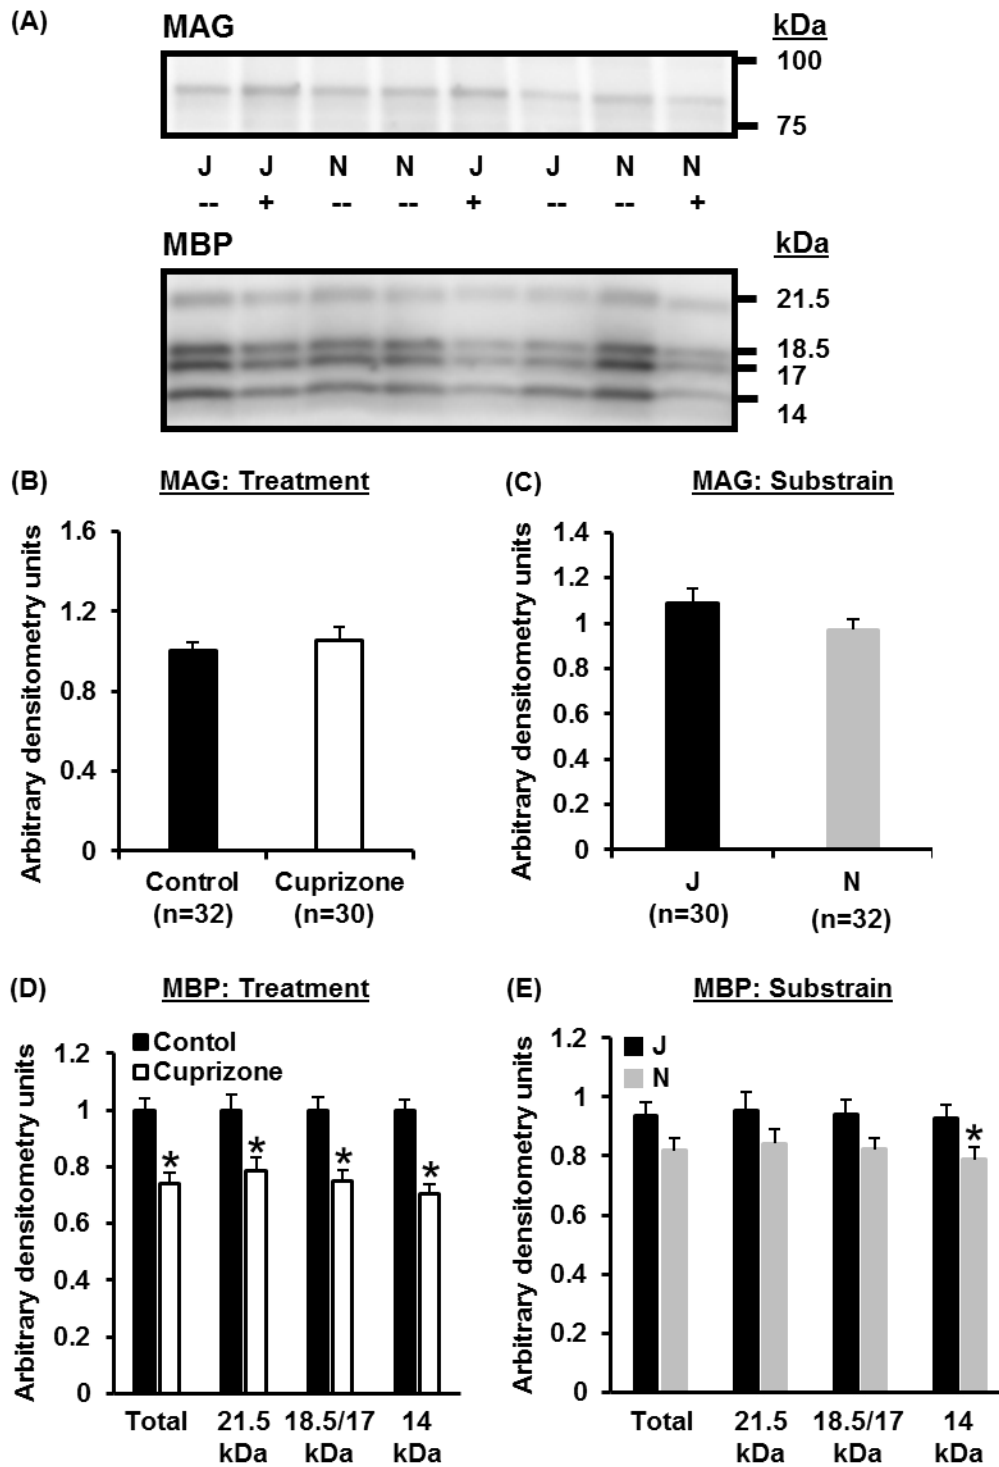 (A)
MAG
kDa
100
75
J J N N J J N N
-- + -- -- + -- -- +
MBP
kDa
21.5
18.5
17
14
(B)
MAG: Treatment
Arbitrary densitometry units
1.6
1.2
0.8
0.4
0
Control
(n=32)
Cuprizone
(n=30)
(C)
MAG: Substrain
Arbitrary densitometry units
1.4
1.2
1
0.8
0.6
0.4
0.2
0
J
(n=30)
N
(n=32)
(D)
MBP: Treatment
Contol
Cuprizone
Arbitrary densitometry units
1.2
1
0.8
0.6
0.4
0.2
0
* * * *
Total
21.5
kDa
18.5/17
kDa
14
kDa
(E)
MBP: Substrain
J
N
Arbitrary densitometry units
1.2
1
0.8
0.6
0.4
0.2
0
*
Total
21.5
kDa
18.5/17
kDa
14
kDa